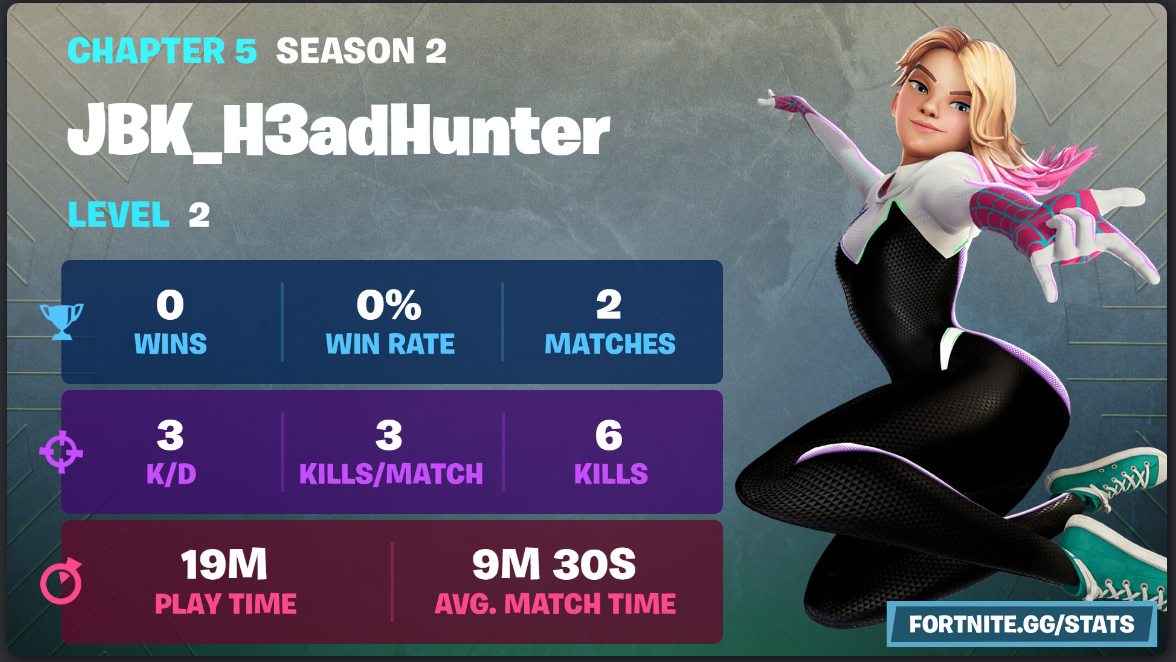 CHAPTER 5 SEASON 2
JBK_H3adHunter
LEVEL 2
0 0% 2
WINS WIN RATE MATCHES
3 3 6
K/D KILLS/MATCH KILLS
19M 9M 30S
PLAY TIME AVG. MATCH TIME
FORTNITE.GG/STATS